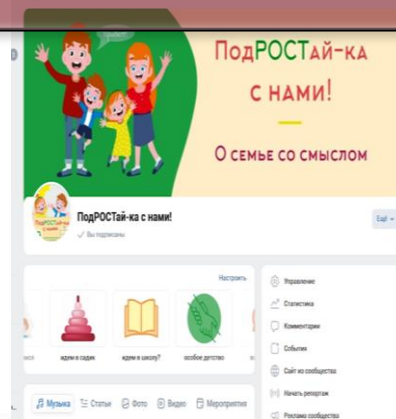 ПодРОСТай-ка
с нами!
О семье со смыслом
ПодРОСТай-ка с нами!
Вы подписаны
Ещё
Настроить
идем в садик
идем в школу?
особое детство
Музыка
Статьи
Фото
Видео
Мероприятия
Управление
Статистика
Комментарии
События
Сайт из сообщества
Начать репортаж
Реклама сообщества